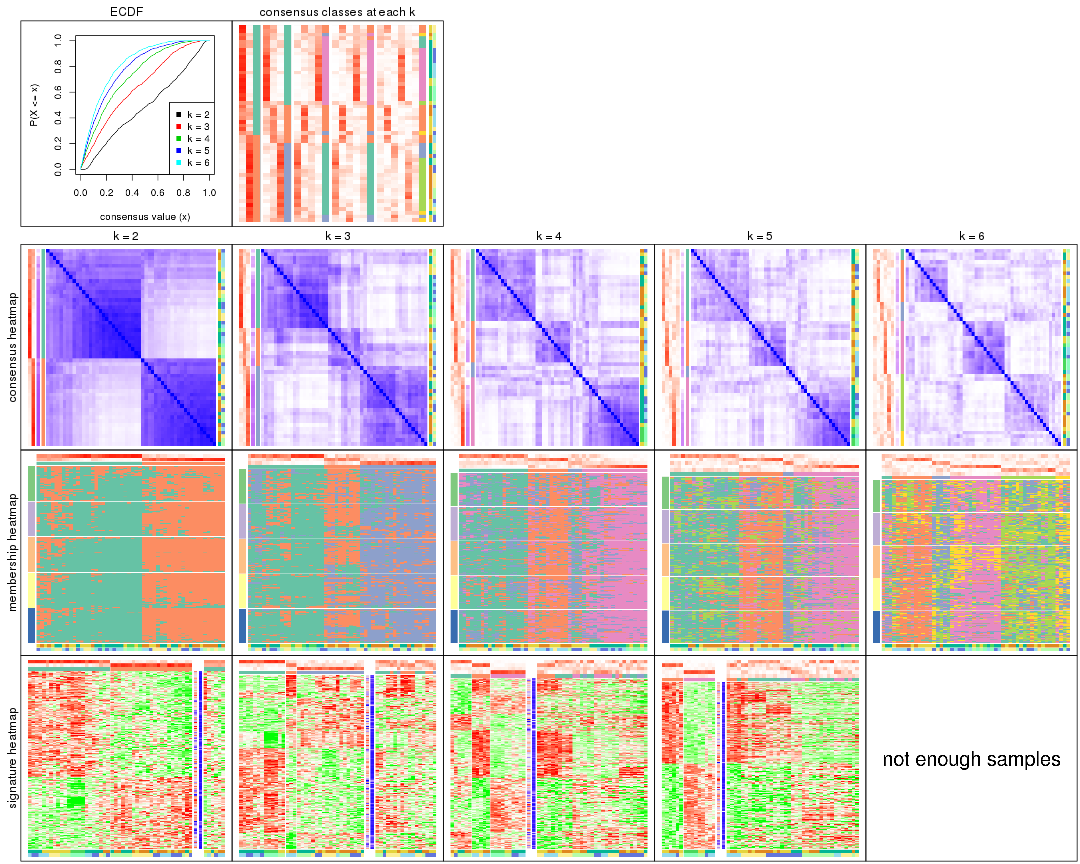 ECDF
consensus classes at each k
P(X <= x)
1.0
0.8
0.6
0.4
0.2
0.0
k = 2
k = 3
k = 4
k = 5
k = 6
0.0 0.2 0.4 0.6 0.8 1.0
consensus value (x)
k = 2
k = 3
k = 4
k = 5
k = 6
consensus heatmap
membership heatmap
signature heatmap
not enough samples